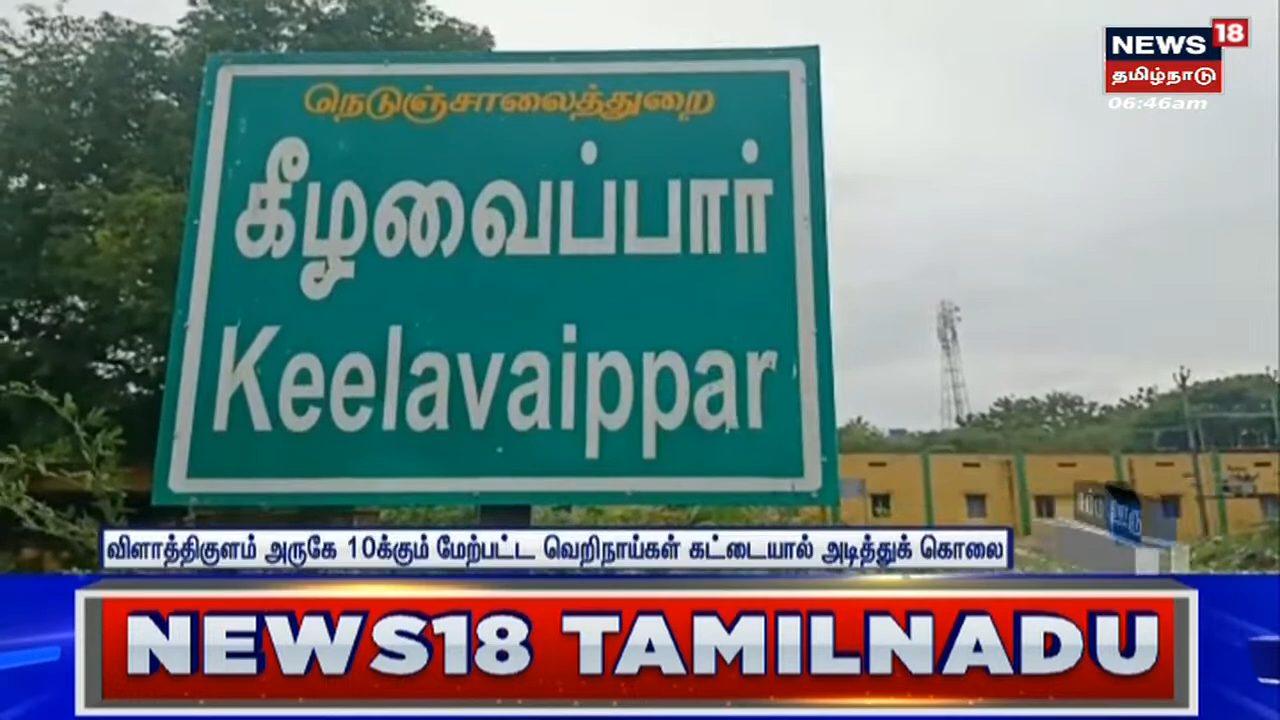 NEWS 18
தமிழ்நாடு
06:46am
நெடுஞ்சாலைத்துறை
கீழவைப்பார்
Keelavaippar
விளாத்திகுளம் அருகே 10க்கும் மேற்பட்ட வெறிநாய்கள் கட்டையால் அடித்துக் கொலை
NEWS18 TAMILNADU